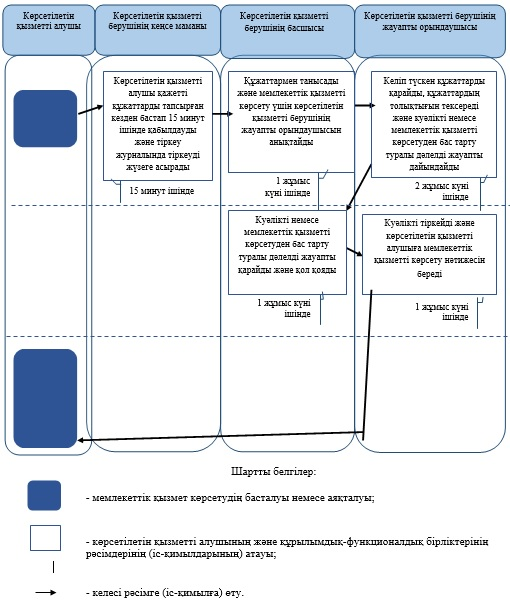 Көрсетілетін
қызметті алушы
Көрсетілетін қызметті
берушінің кеңсе маманы
Көрсетілетін қызметті
берушінің басшысы
Көрсетілетін қызметті берушінің
жауапты орындаушысы
Көрсетілетін қызметті
алушы қажетті
құжаттарды тапсырған
кезден бастап 15 минут
ішінде қабылдауды
және тіркеу
журналында тіркеуді
жүзеге асырады
15 минут ішінде
Құжаттармен танысады
және мемлекеттік қызметті
көрсету үшін көрсетілетін
қызметті берушінің
жауапты орындаушысын
анықтайды
1 жұмыс
күні ішінде
Келіп түскен құжаттарды
қарайды, құжаттардың
толықтығын тексереді
және куәлікті немесе
мемлекеттік қызметті
көрсетуден бас тарту
туралы дәлелді жауапты
дайындайды
2 жұмыс күні
ішінде
Куәлікті немесе
мемлекеттік қызметті
көрсетуден бас тарту
туралы дәлелді жауапты
қарайды және қол қояды
1 жұмыс күні
ішінде
Куәлікті тіркейді және
көрсетілетін қызметті
алушыға мемлекеттік
қызметті көрсету нәтижесін
береді
1 жұмыс күні
ішінде
Шартты белгілер:
- мемлекеттік қызмет көрсетудің басталуы немесе аяқталуы;
- көрсетілетін қызметті алушының және құрылымдық-функционалдық бірліктерінің
рәсімдерінің (іс-қимылдарының) атауы;
- келесі рәсімге (іс-қимылға) өту.